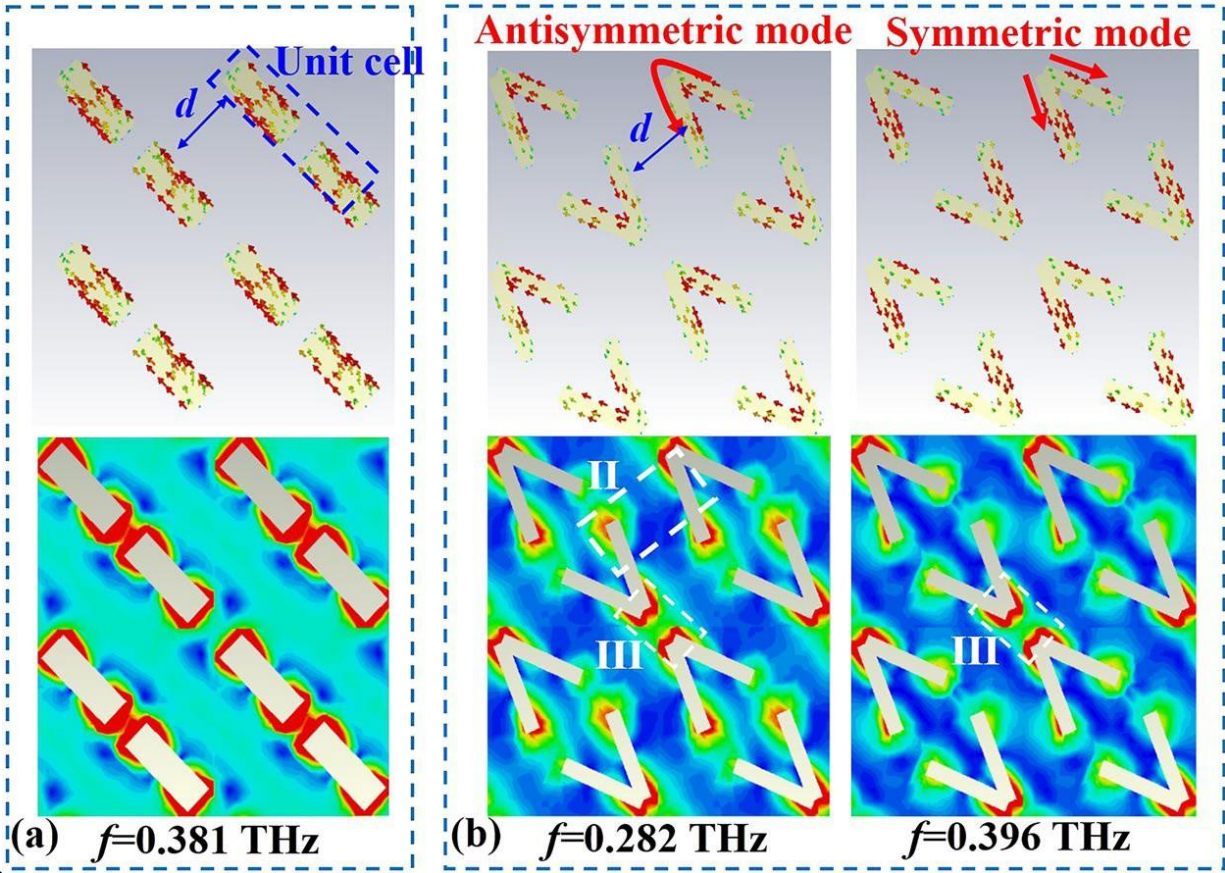 Unit cell
d
Antisymmetric mode
Symmetric mode
d
II
III
III
(a)
f=0.381 THz
(b)
f=0.282 THz
f=0.396 THz